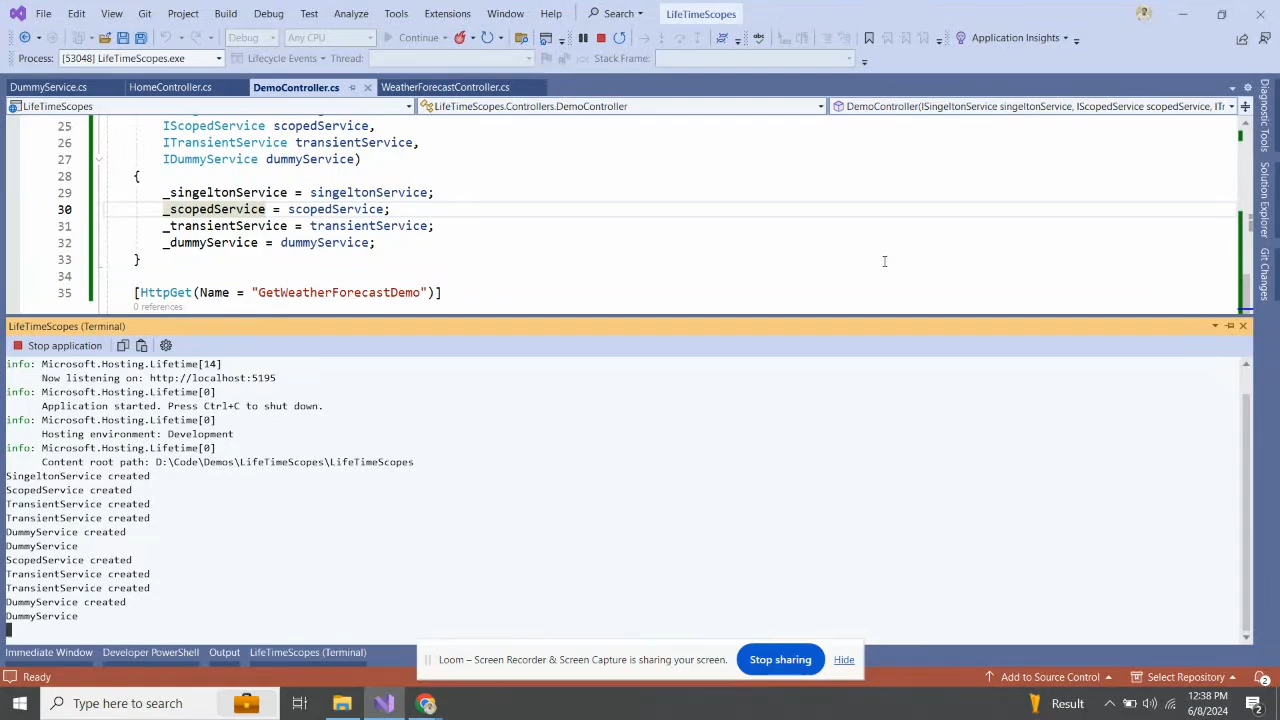 File Edit View Git Project Build Debug Test Analyze Tools Extensions Window Help Search LifeTimeScopes
Debug Any CPU Continue Application Insights
Process: [53048] LifeTimeScopes.exe Lifecycle Events Thread: Stack Frame:
DummyService.cs HomeController.cs DemoController.cs WeatherForecastController.cs
LifeTimeScopes LifeTimeScopes.Controllers.DemoController DemoController(ISingeltonService singeltonService, IScopedService scopedService, ITr
25 IScopedService scopedService,
26 ITransientService transientService,
27 IDummyService dummyService)
28 {
29 _singeltonService = singeltonService;
30 _scopedService = scopedService;
31 _transientService = transientService;
32 _dummyService = dummyService;
33 }
34
35 [HttpGet(Name = "GetWeatherForecastDemo")]
0 references
Diagnostic Tools
Solution Explorer
Git Changes
LifeTimeScopes (Terminal)
Stop application
info: Microsoft.Hosting.Lifetime[14]
Now listening on: http://localhost:5195
info: Microsoft.Hosting.Lifetime[0]
Application started. Press Ctrl+C to shut down.
info: Microsoft.Hosting.Lifetime[0]
Hosting environment: Development
info: Microsoft.Hosting.Lifetime[0]
Content root path: D:\Code\Demos\LifeTimeScopes\LifeTimeScopes
SingeltonService created
ScopedService created
TransientService created
TransientService created
DummyService created
DummyService
ScopedService created
TransientService created
TransientService created
DummyService created
DummyService
Immediate Window Developer PowerShell Output LifeTimeScopes (Terminal)
Loom – Screen Recorder & Screen Capture is sharing your screen. Stop sharing Hide
Ready Add to Source Control Select Repository 2
Type here to search Result 12:38 PM
6/8/2024 2